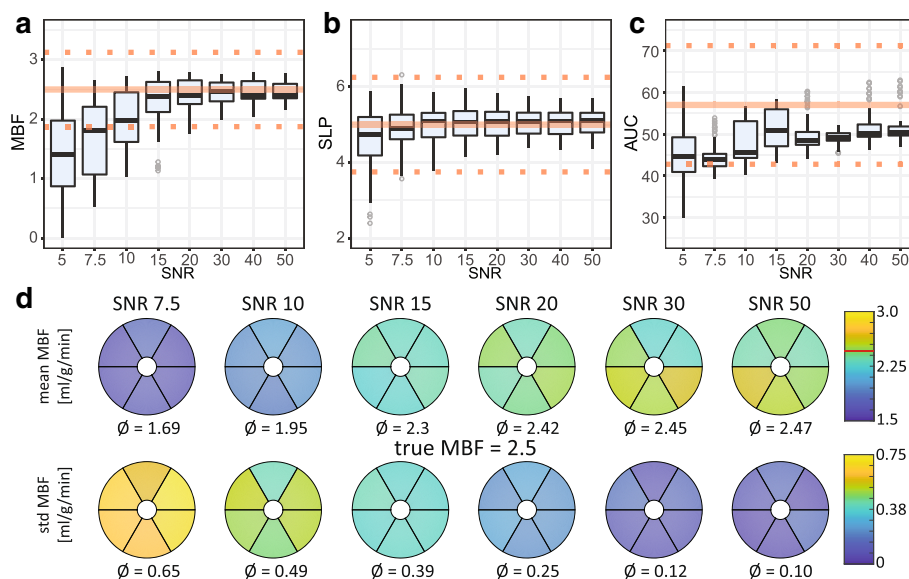 a
b
c
3
2
1
0
MBF
5 7.5 10 15 20 30 40 50
SNR
6
4
2
SLP
5 7.5 10 15 20 30 40 50
SNR
70
60
50
40
30
AUC
5 7.5 10 15 20 30 40 50
SNR
d
SNR 7.5 SNR 10 SNR 15 SNR 20 SNR 30 SNR 50
mean MBF
[ml/g/min]
3.0
2.25
1.5
Ø = 1.69 Ø = 1.95 Ø = 2.3 Ø = 2.42 Ø = 2.45 Ø = 2.47
true MBF = 2.5
std MBF
[ml/g/min]
0.75
0.38
0
Ø = 0.65 Ø = 0.49 Ø = 0.39 Ø = 0.25 Ø = 0.12 Ø = 0.10